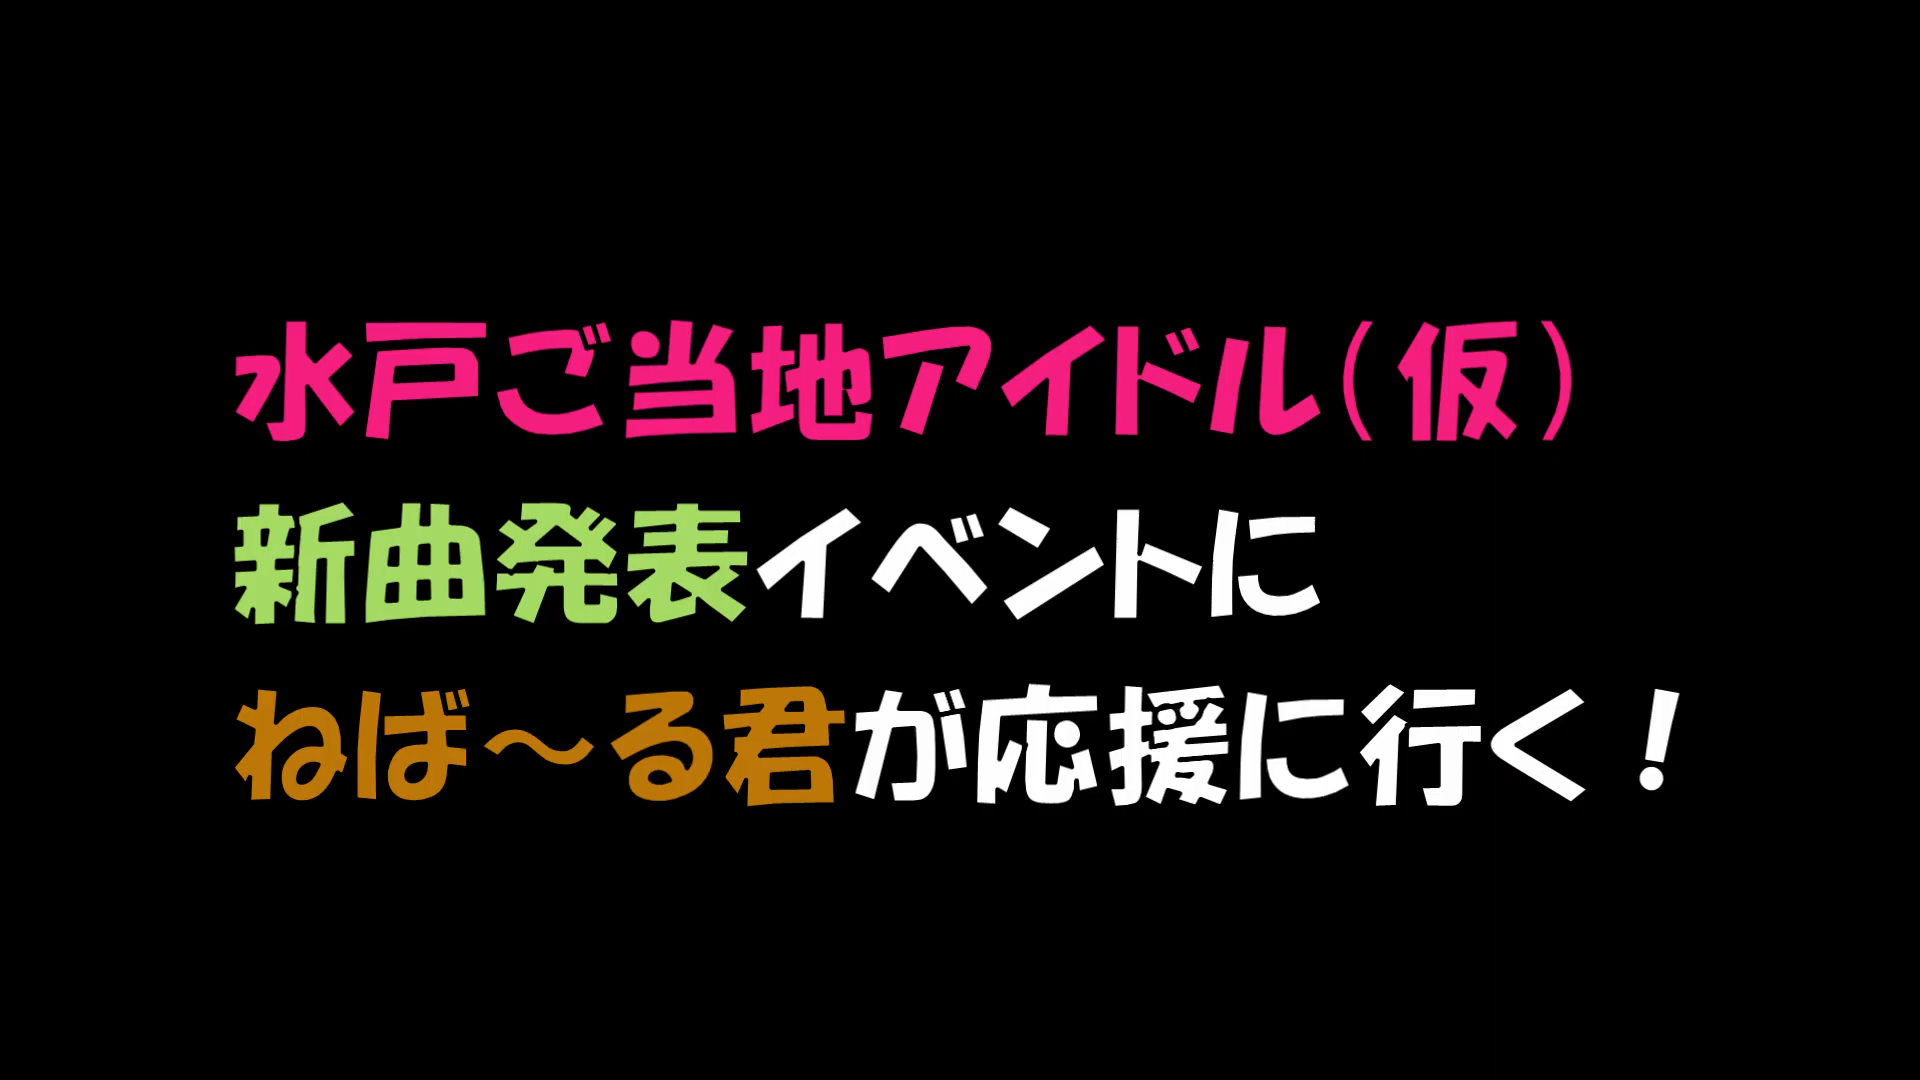 水戸ご当地アイドル（仮）
新曲発表イベントに
ねば～る君が応援に行く！